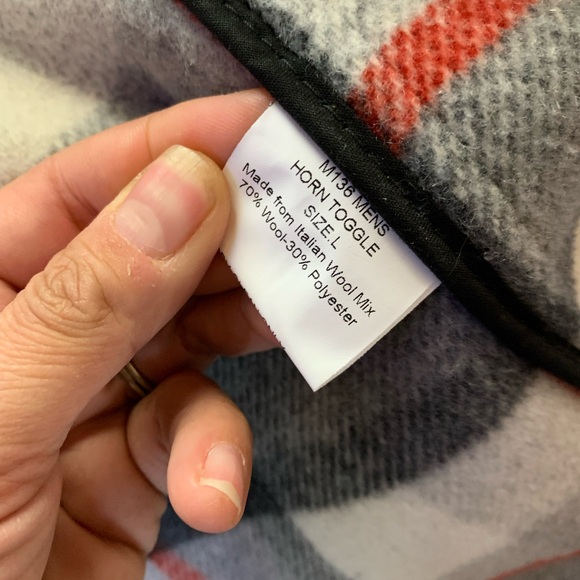 M136 MENS
HORN TOGGLE
SIZE: L
Made from Italian Wool Mix
70% Wool-30% Polyester